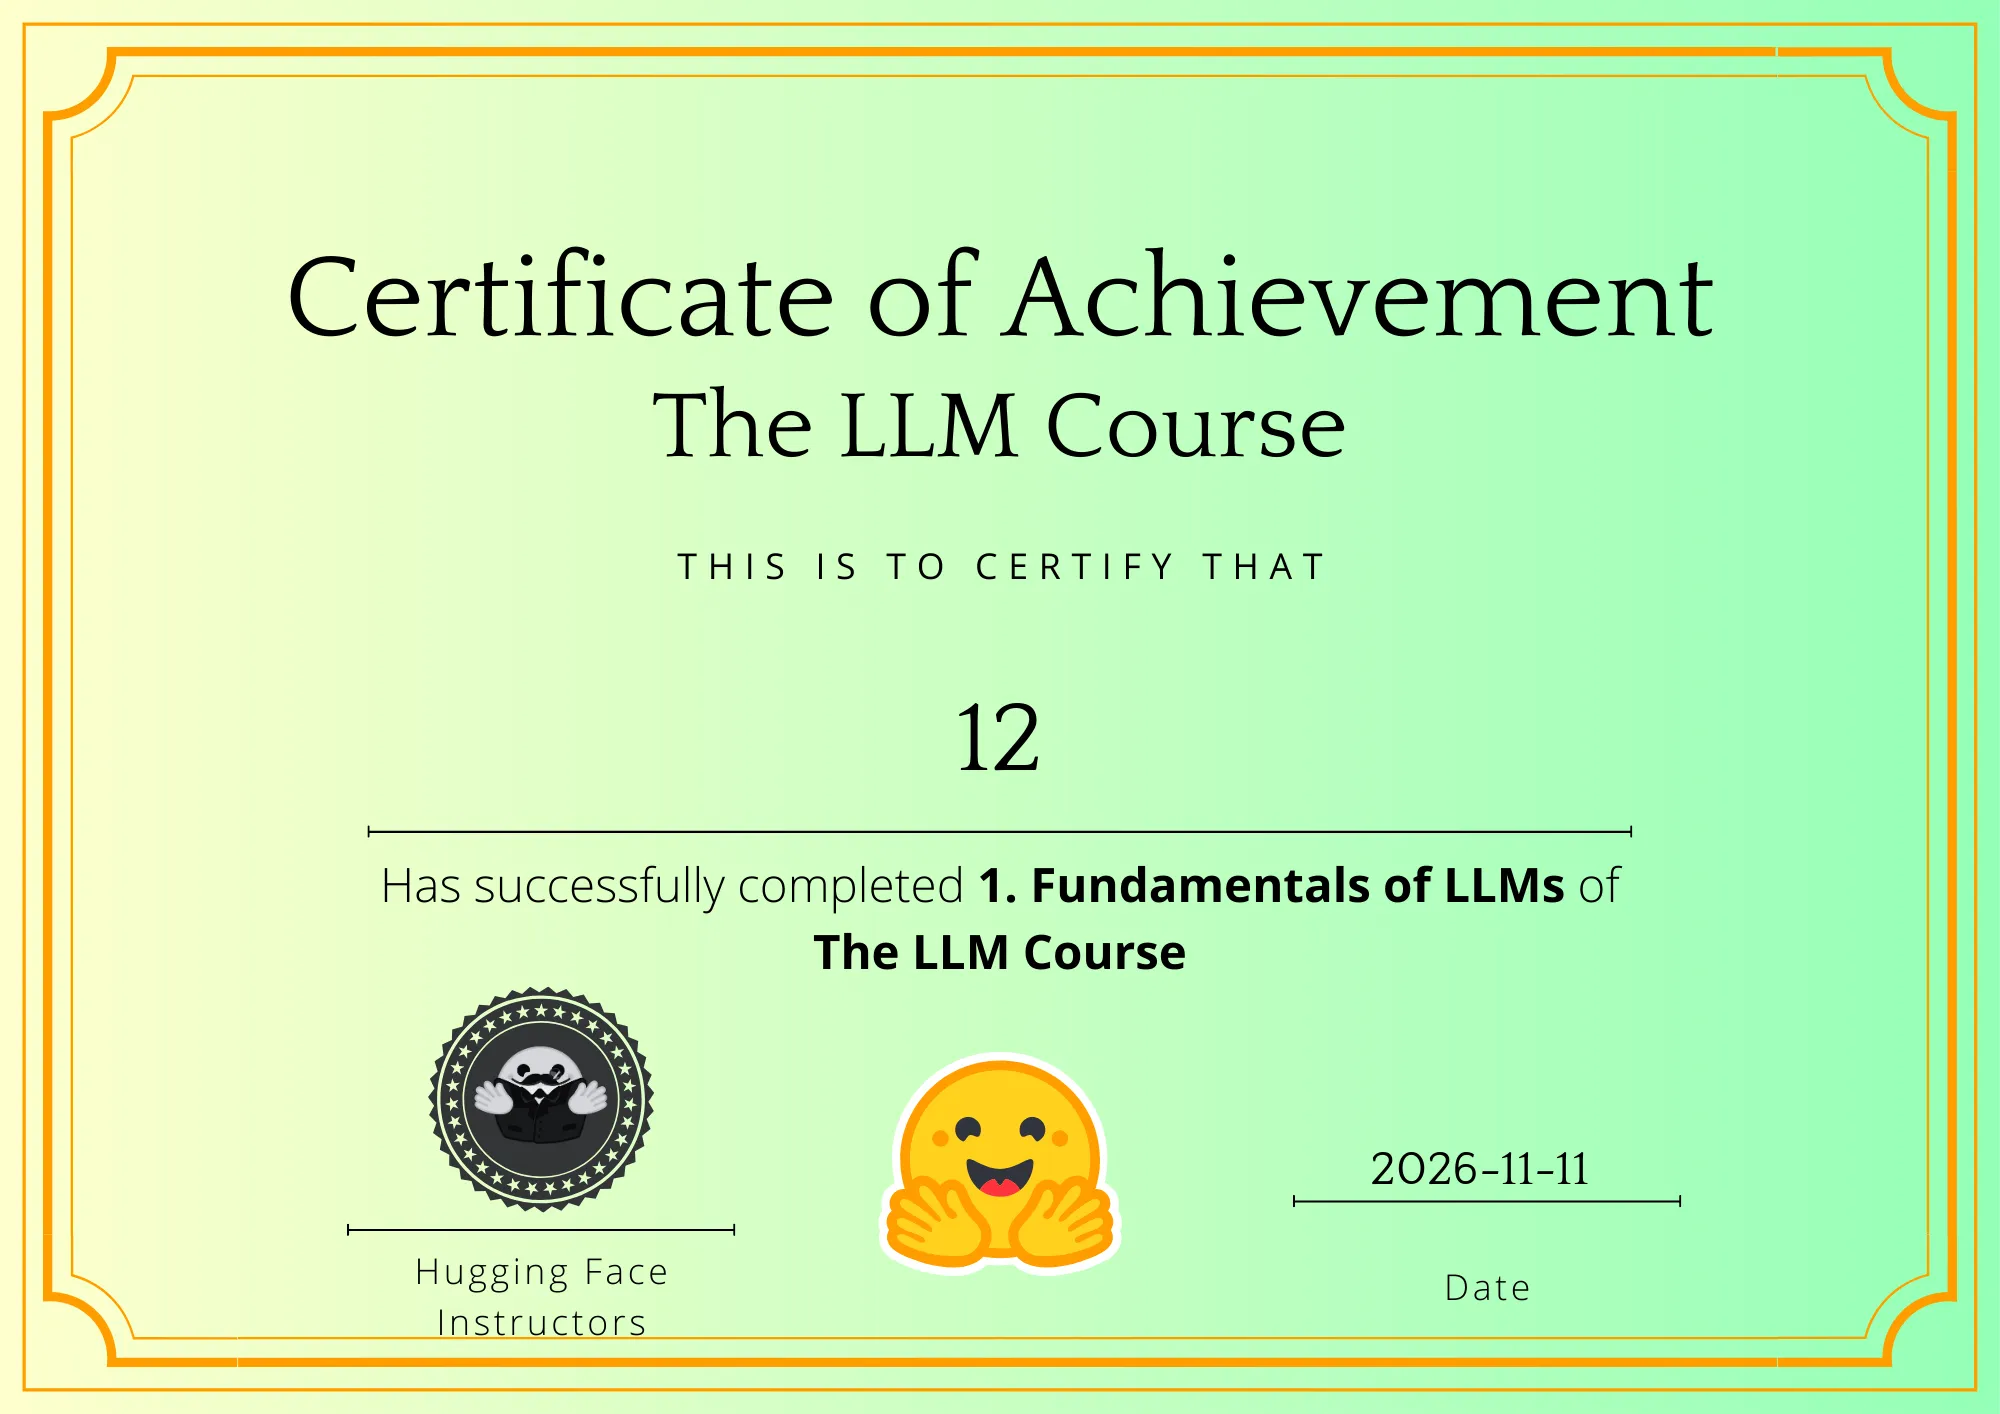 Certificate of Achievement
The LLM Course
THIS IS TO CERTIFY THAT
12
Has successfully completed 1. Fundamentals of LLMs of
The LLM Course
2026-11-11
Hugging Face
Instructors
Date